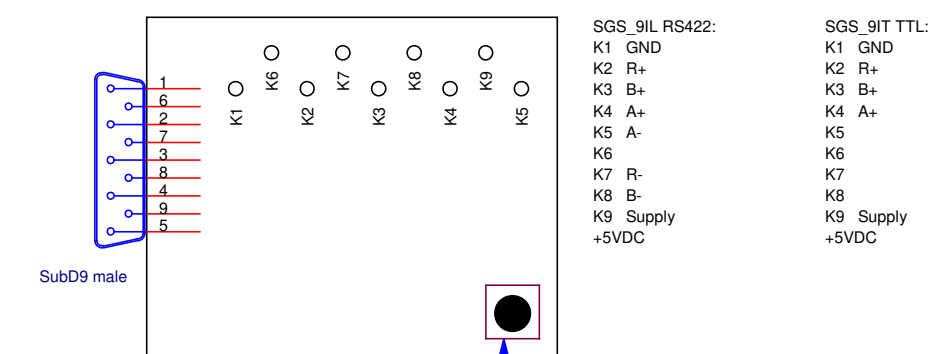 1
6
2
7
3
8
4
9
5
SubD9 male
K6
K7
K8
K9
K1
K2
K3
K4
K5
SGS_9IL RS422:
K1 GND
K2 R+
K3 B+
K4 A+
K5 A-
K6
K7 R-
K8 B-
K9 Supply
+5VDC
SGS_9IT TTL:
K1 GND
K2 R+
K3 B+
K4 A+
K5
K6
K7
K8
K9 Supply
+5VDC